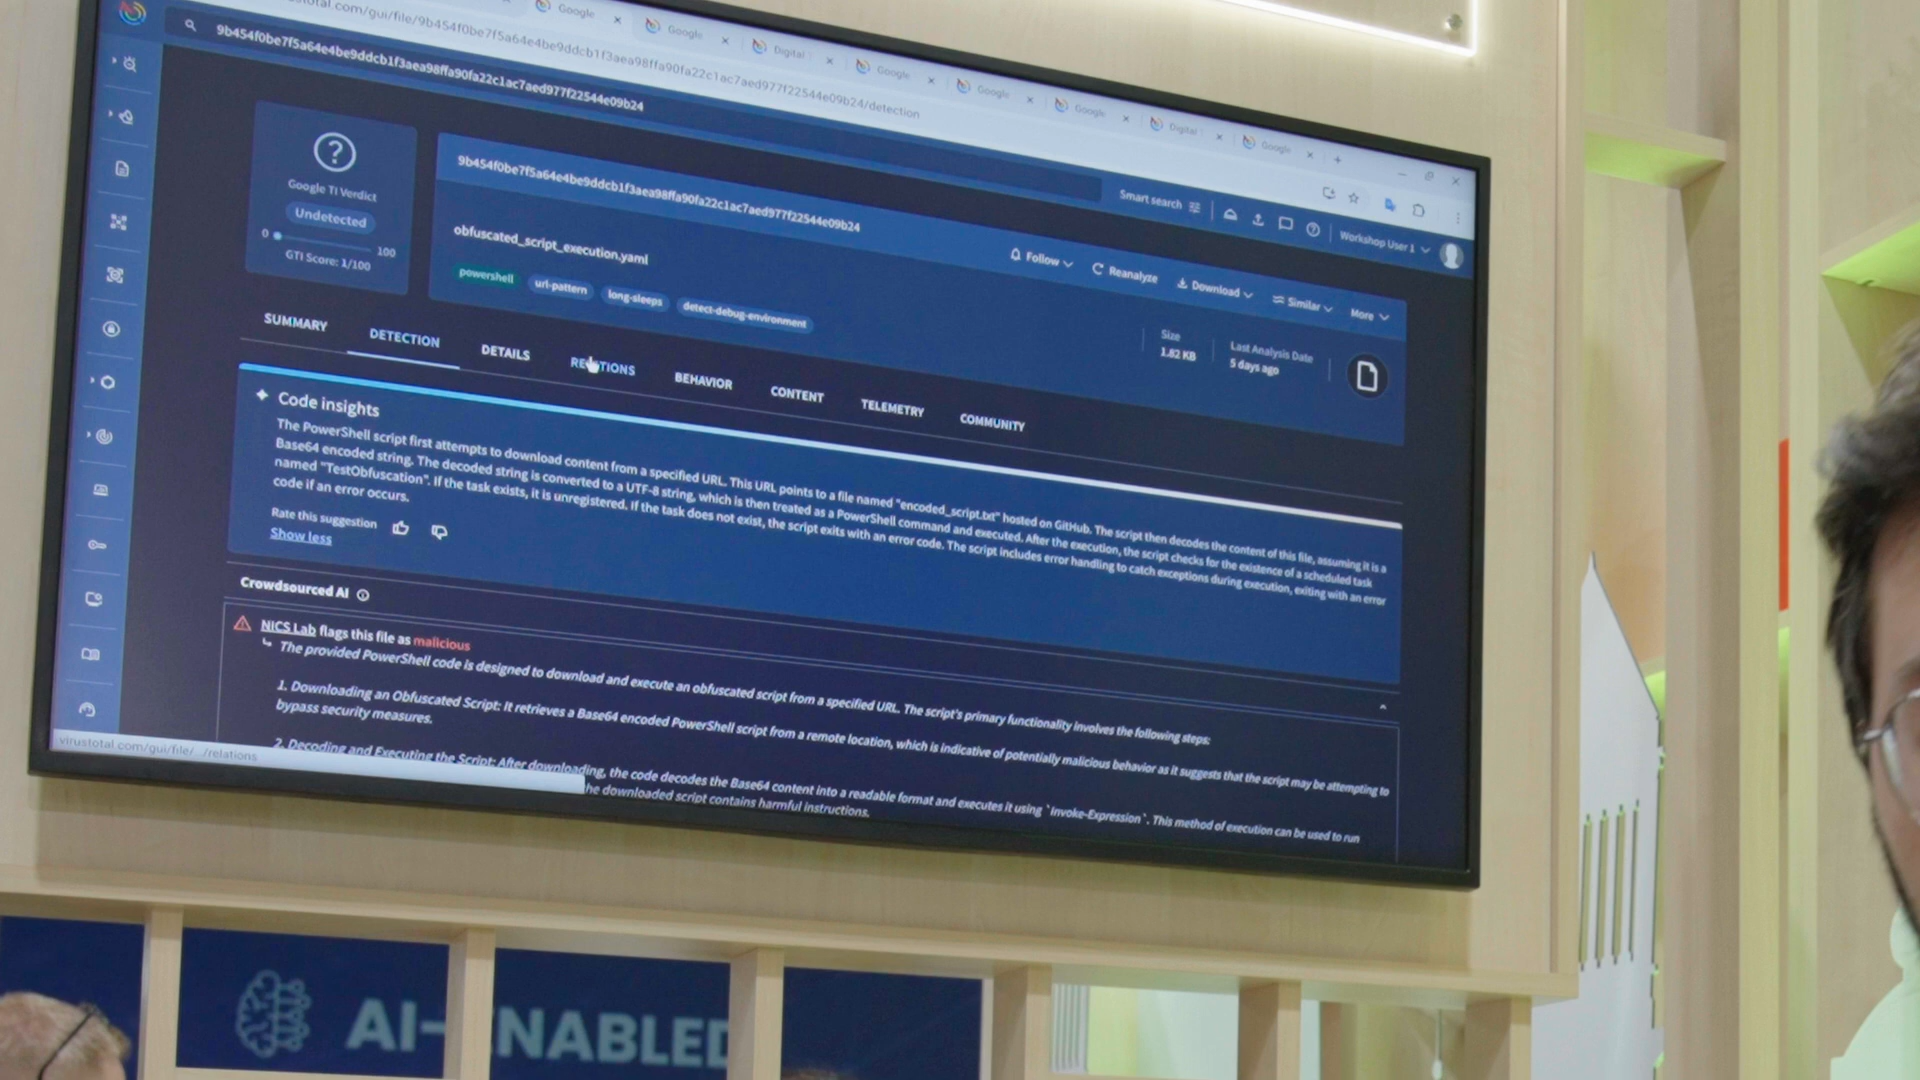 Google
Google
Digital
Google
Google
Google
Digital
Google
9b454f0be7f5a64e4be9ddcb1f3aea98ffa90fa22c1ac7aed977f22544e09b24/detection
9b454f0be7f5a64e4be9ddcb1f3aea98ffa90fa22c1ac7aed977f22544e09b24
Smart search
Workshop User 1
?
Google TI Verdict
Undetected
0
100
GTI Score: 1/100
9b454f0be7f5a64e4be9ddcb1f3aea98ffa90fa22c1ac7aed977f22544e09b24
Follow
Reanalyze
Download
Similar
More
obfuscated_script_execution.yaml
powershell
url-pattern
long-sleeps
detect-debug-environment
Size
1.82 KB
Last Analysis Date
5 days ago
SUMMARY
DETECTION
DETAILS
RELATIONS
BEHAVIOR
CONTENT
TELEMETRY
COMMUNITY
Code insights
The PowerShell script first attempts to download content from a specified URL. This URL points to a file named "encoded_script.txt" hosted on GitHub. The script then decodes the content of this file, assuming it is a
Base64 encoded string. The decoded string is converted to a UTF-8 string, which is then treated as a PowerShell command and executed. After the execution, the script checks for the existence of a scheduled task
named "TestObfuscation". If the task exists, it is unregistered. If the task does not exist, the script exits with an error code. The script includes error handling to catch exceptions during execution, exiting with an error
code if an error occurs.
Rate this suggestion
Show less
Crowdsourced AI
NICS Lab flags this file as malicious
The provided PowerShell code is designed to download and execute an obfuscated script from a specified URL. The script's primary functionality involves the following steps:
1. Downloading an Obfuscated Script: It retrieves a Base64 encoded PowerShell script from a remote location, which is indicative of potentially malicious behavior as it suggests that the script may be attempting to
bypass security measures.
2. Decoding and Executing the Script: After downloading, the code decodes the Base64 content into a readable format and executes it using `Invoke-Expression`. This method of execution can be used to run
the downloaded script contains harmful instructions.
virustotal.com/gui/file/.../relations
AI-ENABLED